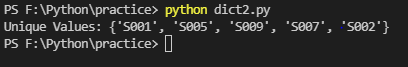 PS F:\Python\practice> python dict2.py
Unique Values: {'S001', 'S005', 'S009', 'S007', 'S002'}
PS F:\Python\practice>